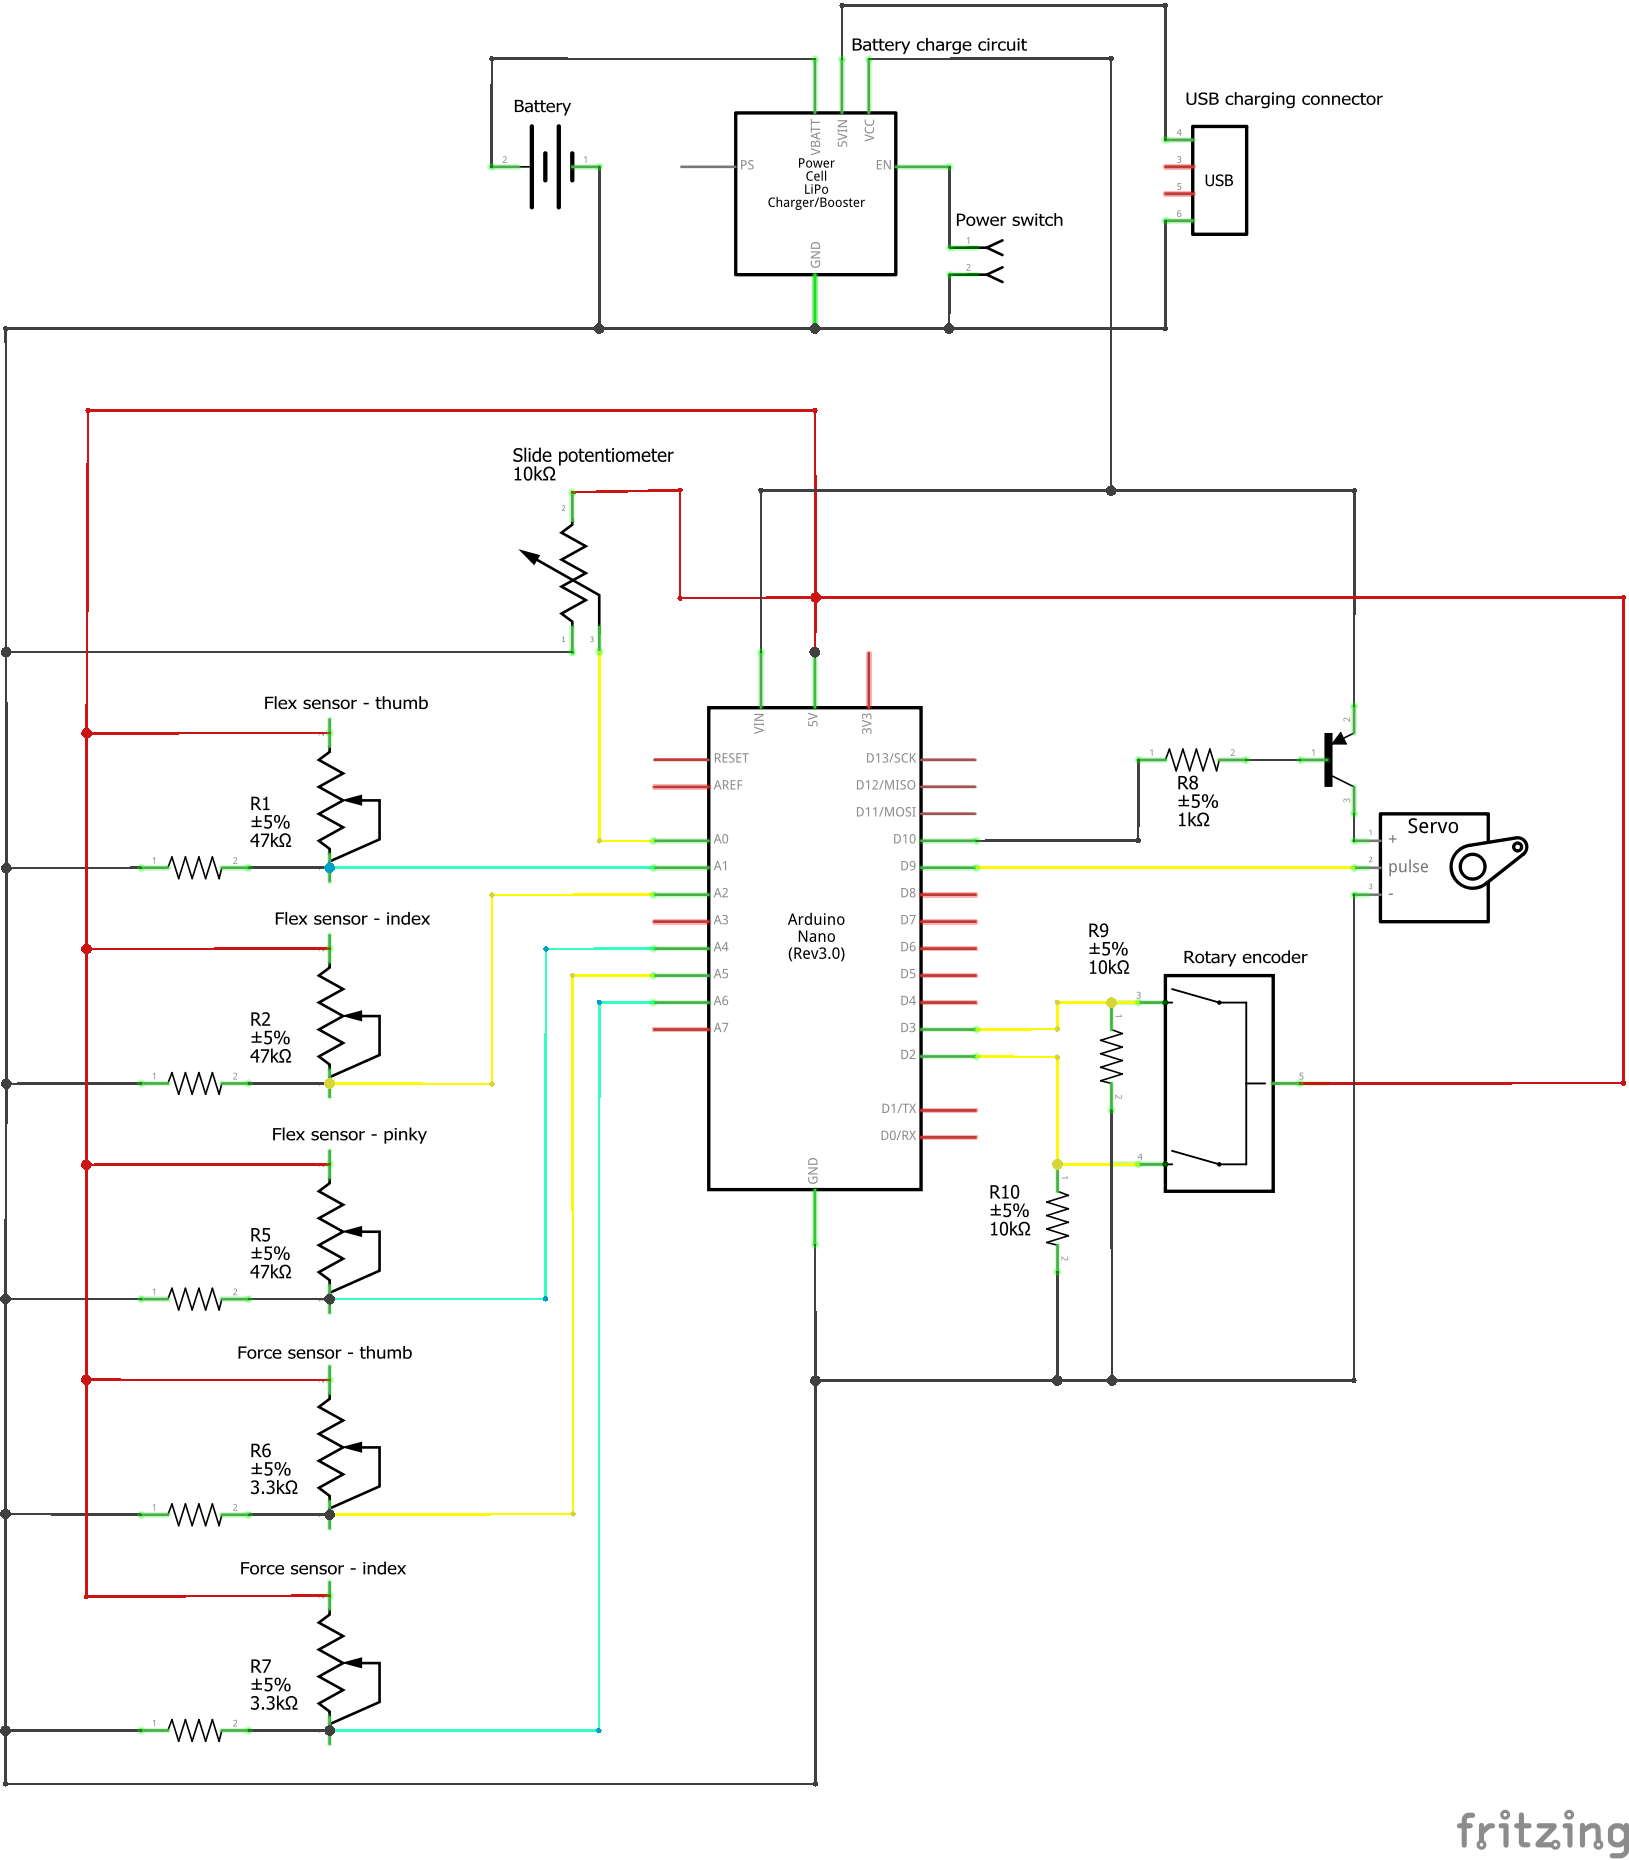 Battery charge circuit
USB charging connector
Battery
2
1
VBATT
5VIN
VCC
PS
Power
Cell
LiPo
Charger/Booster
EN
GND
4
3
5
6
USB
Power switch
1
2
Slide potentiometer
10kΩ
2
1
3
Flex sensor - thumb
R1
±5%
47kΩ
1
2
Flex sensor - index
R2
±5%
47kΩ
1
2
Flex sensor - pinky
R5
±5%
47kΩ
1
2
Force sensor - thumb
R6
±5%
3.3kΩ
1
2
Force sensor - index
R7
±5%
3.3kΩ
1
2
VIN
5V
3V3
RESET
AREF
A0
A1
A2
A3
A4
A5
A6
A7
Arduino
Nano
(Rev3.0)
D13/SCK
D12/MISO
D11/MOSI
D10
D9
D8
D7
D6
D5
D4
D3
D2
D1/TX
D0/RX
GND
1
2
R8
±5%
1kΩ
2
1
3
Servo
1
+
2
pulse
3
-
R9
±5%
10kΩ
1
2
Rotary encoder
3
4
5
R10
±5%
10kΩ
1
2
fritzing